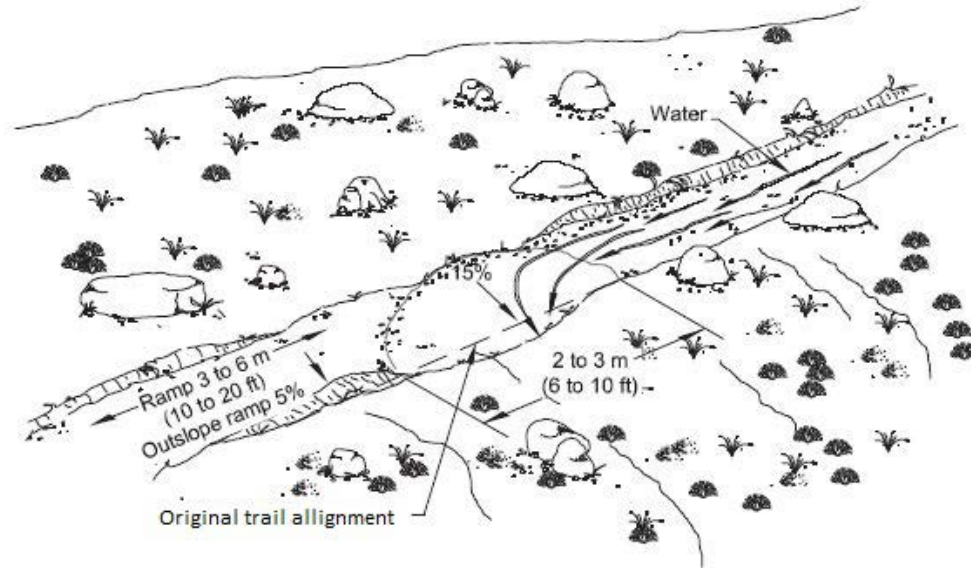 Water
15%
2 to 3 m
(6 to 10 ft)
Ramp 3 to 6 m
(10 to 20 ft)
Outslope ramp 5%
Original trail allignment